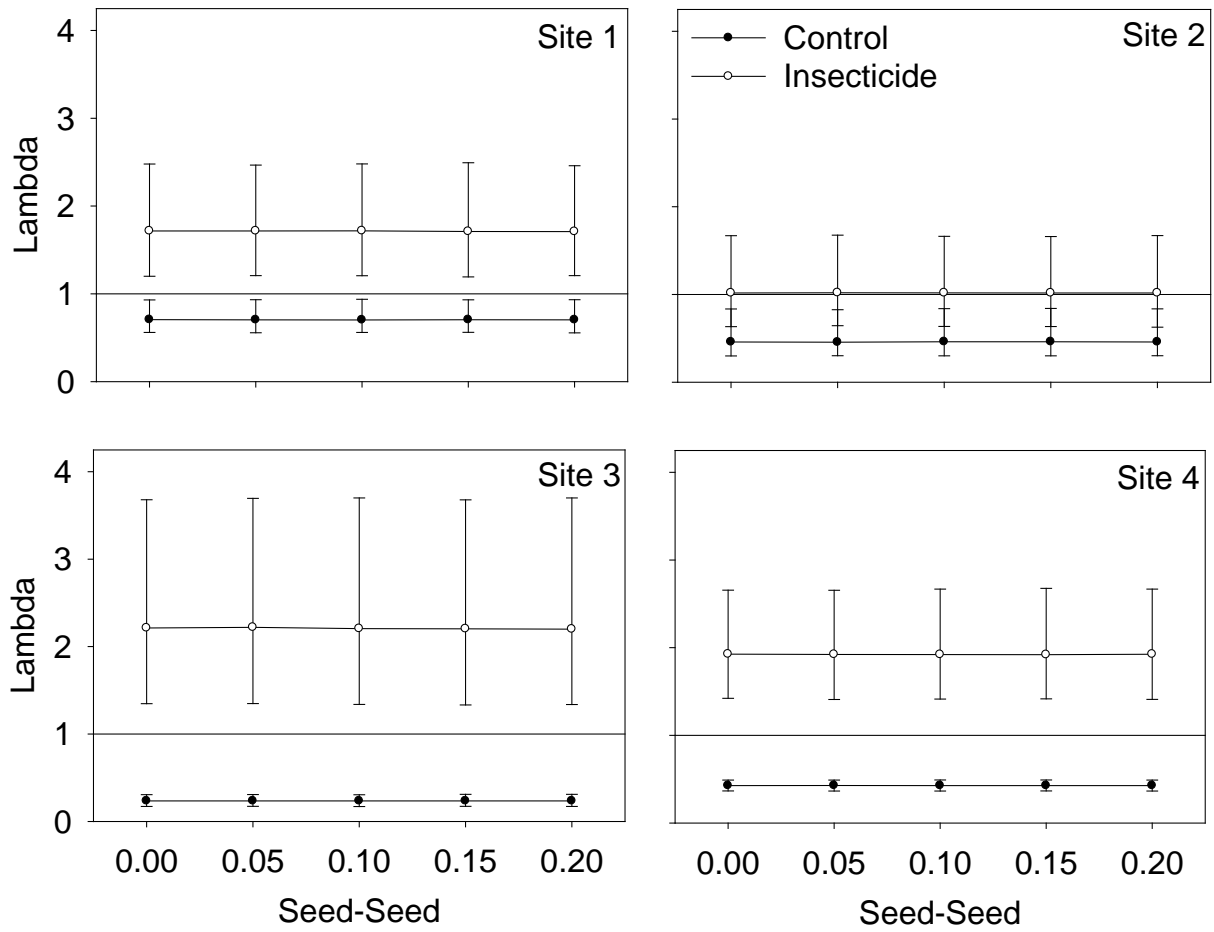 4
3
2
1
0
Lambda
Site 1
Control
Insecticide
Site 2
4
3
2
1
0
Lambda
Site 3
Site 4
0.00 0.05 0.10 0.15 0.20
Seed-Seed
0.00 0.05 0.10 0.15 0.20
Seed-Seed